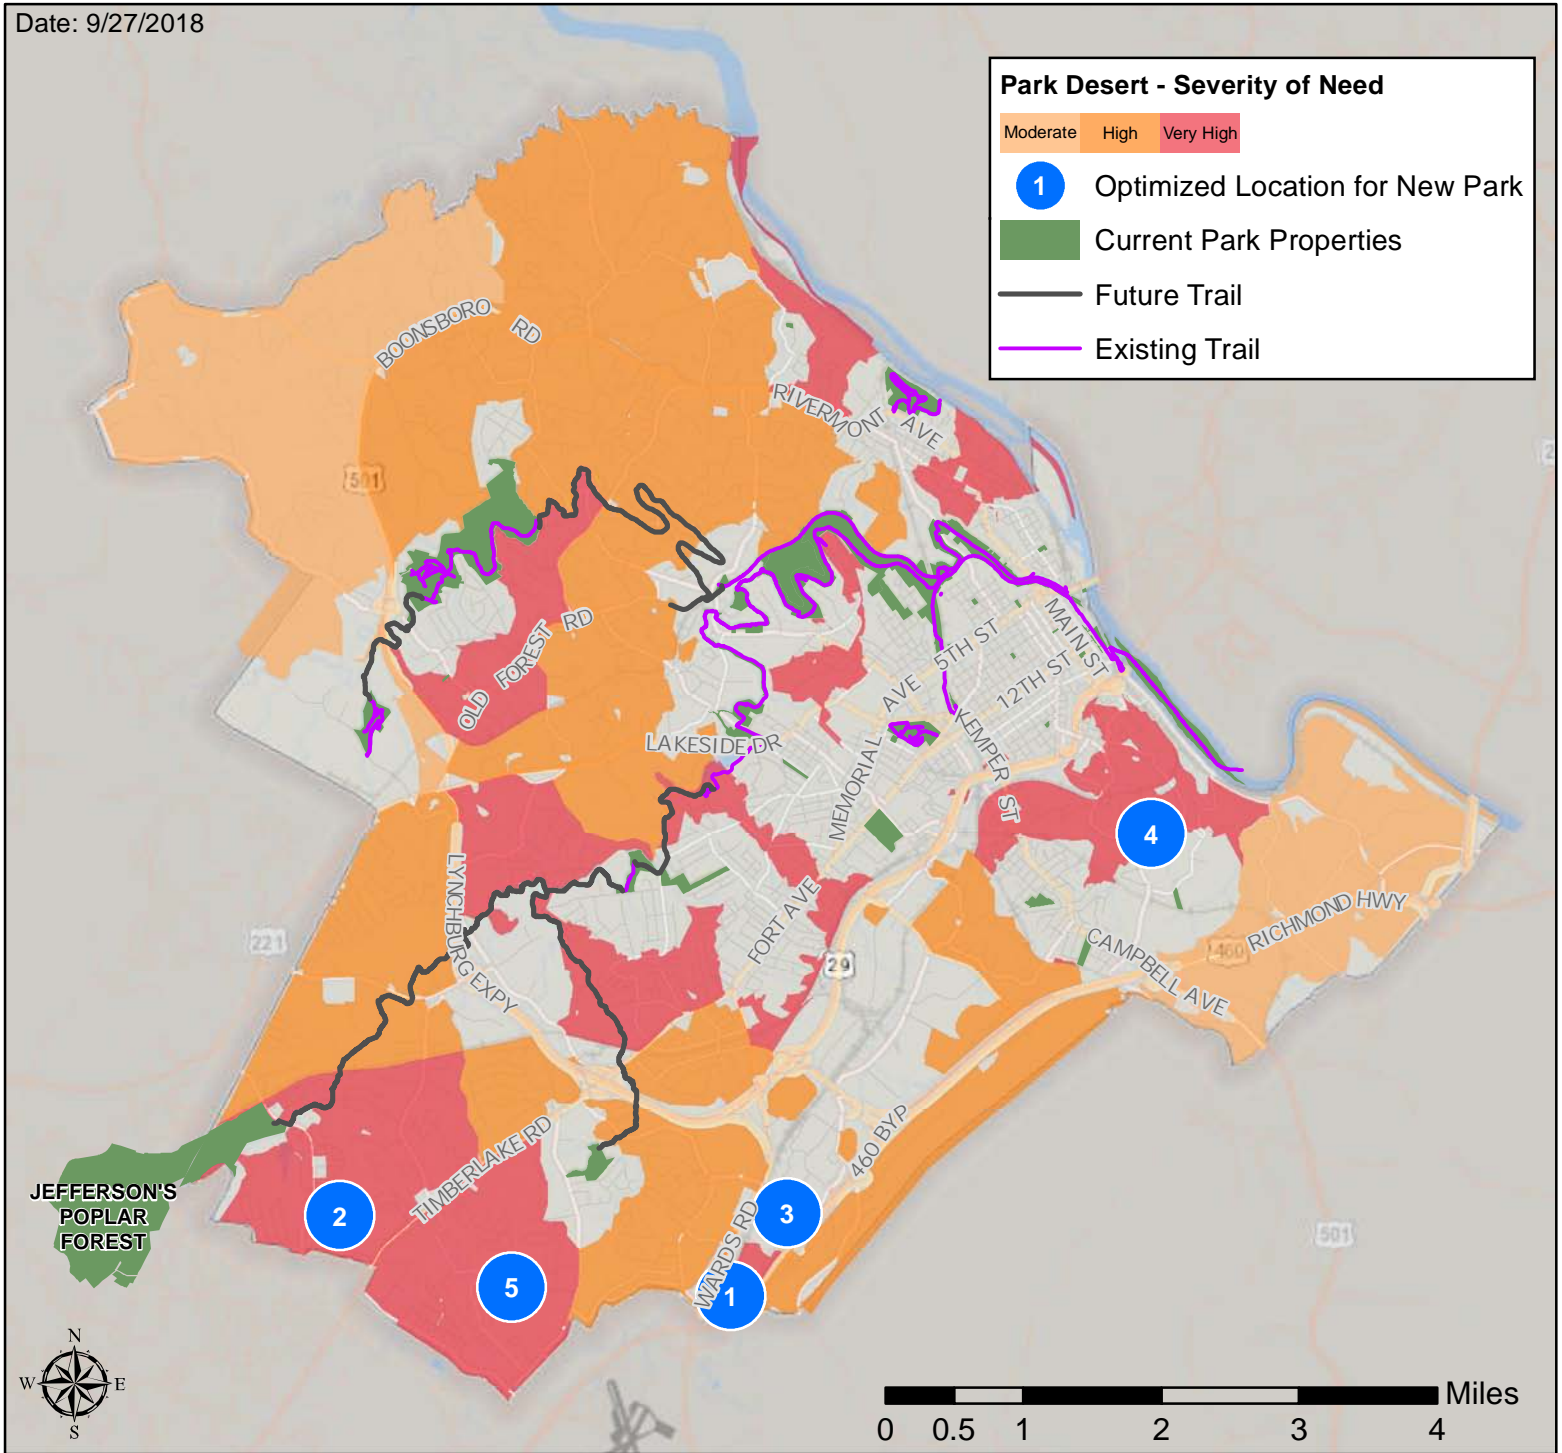 Date: 9/27/2018
Park Desert - Severity of Need
Moderate High Very High
1 Optimized Location for New Park
Current Park Properties
Future Trail
Existing Trail
BOONSBORO RD
RIVERMONT AVE
501
OLD FOREST RD
MAIN ST
5TH ST
12TH ST
AVE
MEMORIAL
KEMPER ST
LAKESIDE DR
4
LYNCHBURG EXPY
FORT AVE
221
29
460
RICHMOND HWY
CAMPBELL AVE
TIMBERLAKE RD
460 BYP
JEFFERSON'S
POPLAR
FOREST
2
3
WARDS RD
5
1
501
N
W E
S
Miles
0 0.5 1 2 3 4